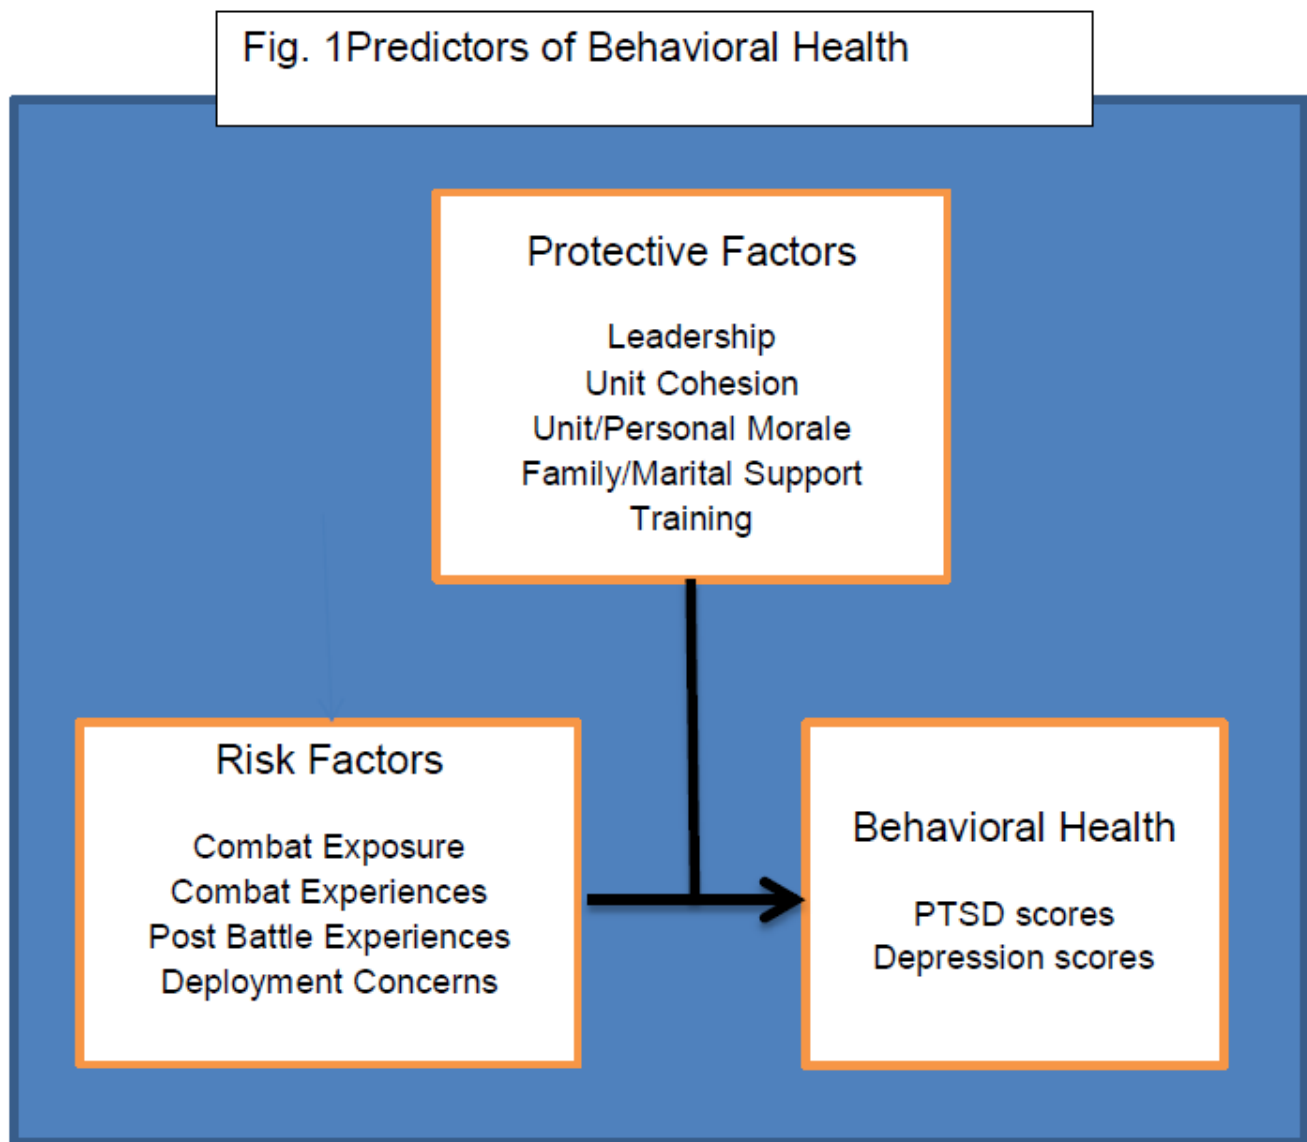 Fig. 1Predictors of Behavioral Health
Protective Factors
Leadership
Unit Cohesion
Unit/Personal Morale
Family/Marital Support
Training
Risk Factors
Combat Exposure
Combat Experiences
Post Battle Experiences
Deployment Concerns
Behavioral Health
PTSD scores
Depression scores